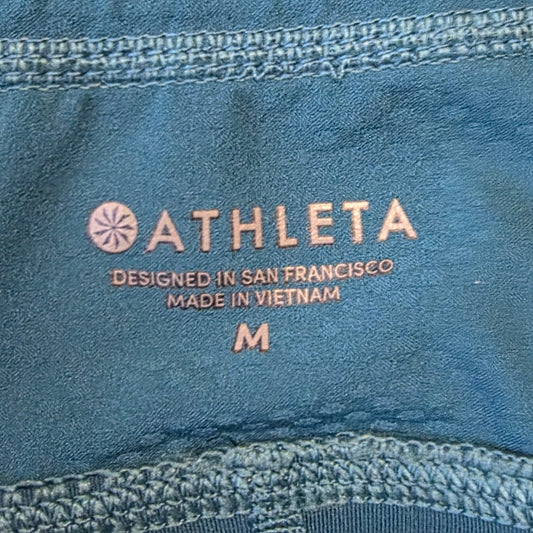 ATHLETA
DESIGNED IN SAN FRANCISCO
MADE IN VIETNAM
M